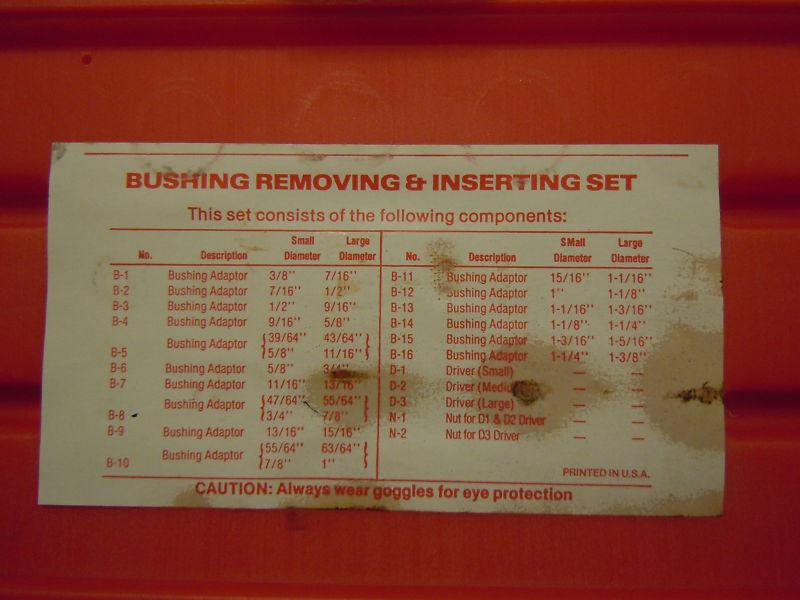 BUSHING REMOVING & INSERTING SET
This set consists of the following components:
Small Large
No. Description Diameter Diameter
B-1 Bushing Adaptor 3/8'' 7/16''
B-2 Bushing Adaptor 7/16'' 1/2''
B-3 Bushing Adaptor 1/2'' 9/16''
B-4 Bushing Adaptor 9/16'' 5/8''
Bushing Adaptor {39/64'' 43/64''}
B-5 {5/8'' 11/16''}
B-6 Bushing Adaptor 5/8'' 3/4''
B-7 Bushing Adaptor 11/16'' 13/16''
Bushing Adaptor {47/64'' 55/64''}
B-8 {3/4'' 7/8''}
B-9 Bushing Adaptor 13/16'' 15/16''
Bushing Adaptor {55/64'' 63/64''}
B-10 {7/8'' 1''}
SMall Large
No. Description Diameter Diameter
B-11 Bushing Adaptor 15/16'' 1-1/16''
B-12 Bushing Adaptor 1'' 1-1/8''
B-13 Bushing Adaptor 1-1/16'' 1-3/16''
B-14 Bushing Adaptor 1-1/8'' 1-1/4''
B-15 Bushing Adaptor 1-3/16'' 1-5/16''
B-16 Bushing Adaptor 1-1/4'' 1-3/8''
D-1 Driver (Small) — —
D-2 Driver — —
D-3 Driver (Large) — —
N-1 Nut for D1 & D2 Driver — —
N-2 Nut for D3 Driver — —
PRINTED IN U.S.A.
CAUTION: Always wear goggles for eye protection